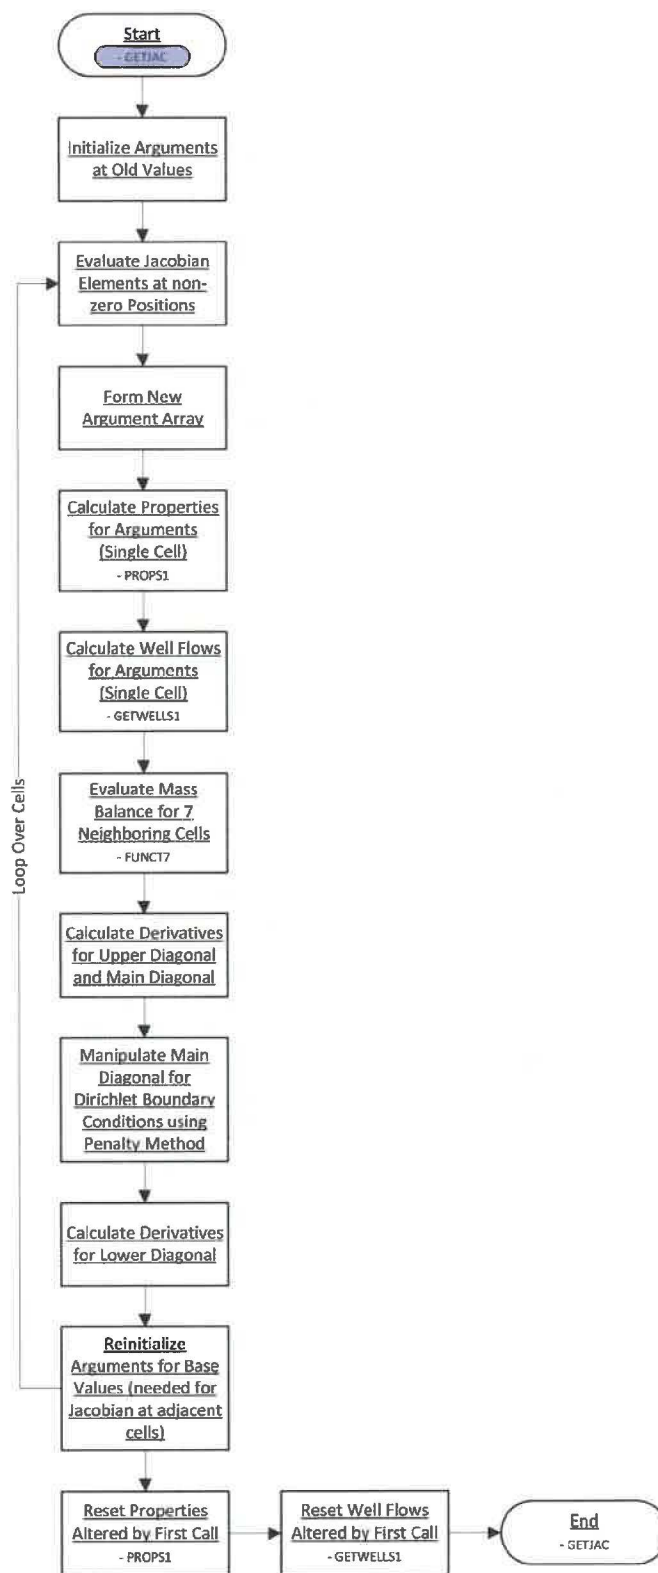 Start
- GETJAC
Initialize Arguments
at Old Values
Evaluate Jacobian
Elements at non-
zero Positions
Form New
Argument Array
Calculate Properties
for Arguments
(Single Cell)
- PROPS1
Calculate Well Flows
for Arguments
(Single Cell)
- GETWELLS1
Loop Over Cells
Evaluate Mass
Balance for 7
Neighboring Cells
- FUNCT7
Calculate Derivatives
for Upper Diagonal
and Main Diagonal
Manipulate Main
Diagonal for
Dirichlet Boundary
Conditions using
Penalty Method
Calculate Derivatives
for Lower Diagonal
Reinitialize
Arguments for Base
Values (needed for
Jacobian at adjacent
cells)
Reset Properties
Altered by First Call
- PROPS1
Reset Well Flows
Altered by First Call
- GETWELLS1
End
- GETJAC